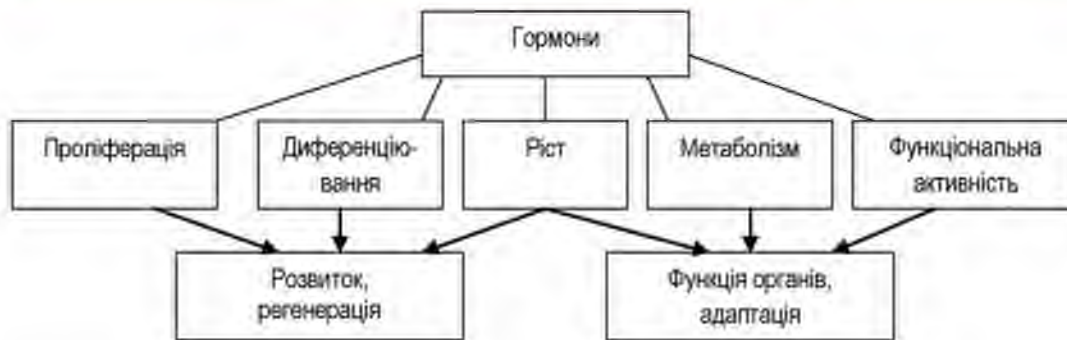 Гормони
Проліферація
Диференцію-
вання
Ріст
Метаболізм
Функціональна
активність
Розвиток,
регенерація
Функція органів,
адаптація